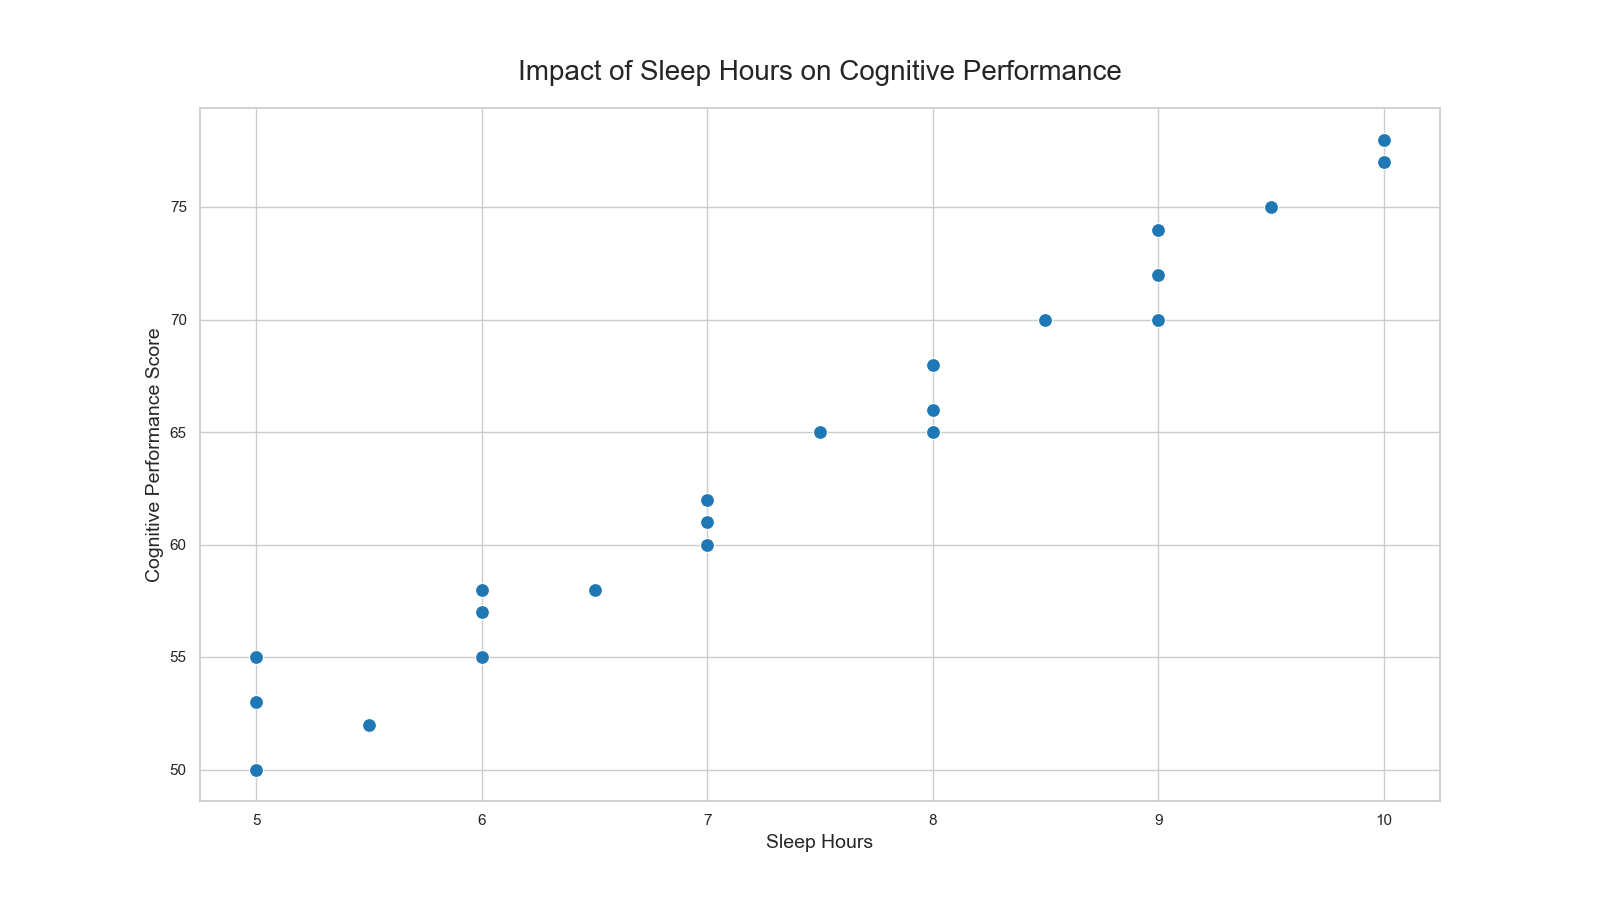 Impact of Sleep Hours on Cognitive Performance
Cognitive Performance Score
75
70
65
60
55
50
5 6 7 8 9 10
Sleep Hours